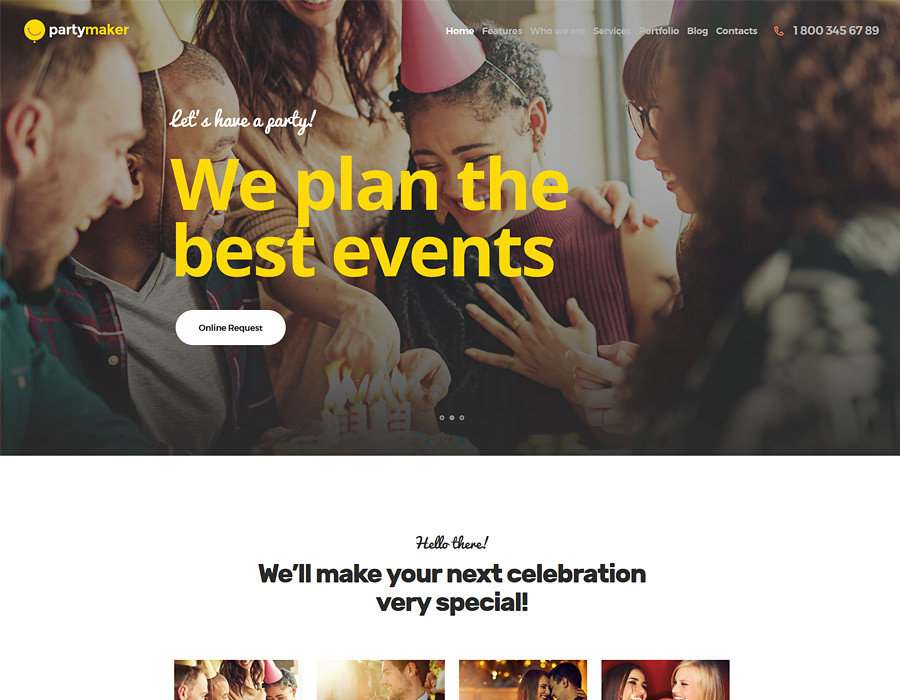 partymaker
Home Features Who we are Services Portfolio Blog Contacts 1 800 345 67 89
Let's have a party!
We plan the
best events
Online Request
Hello there!
We'll make your next celebration
very special!